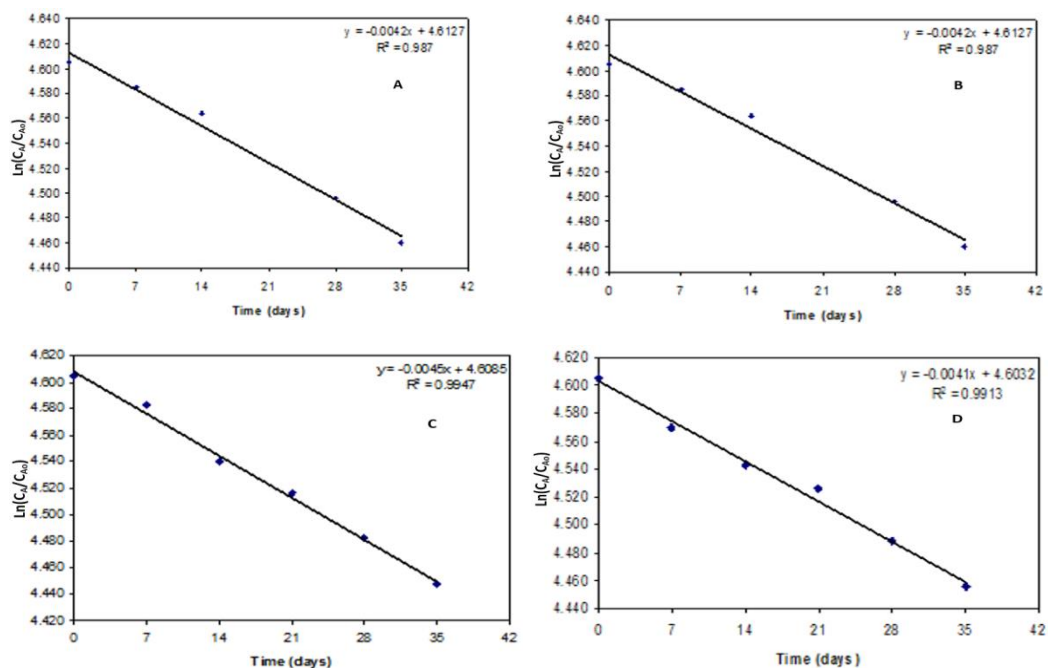 y = -0.0042x + 4.6127
R² = 0.987
A
Ln(CA/CAo)
4.640
4.620
4.600
4.580
4.560
4.540
4.520
4.500
4.480
4.460
4.440
0 7 14 21 28 35 42
Time (days)
y = -0.0042x + 4.6127
R² = 0.987
B
Ln(CA/CAo)
4.640
4.620
4.600
4.580
4.560
4.540
4.520
4.500
4.480
4.460
4.440
0 7 14 21 28 35 42
Time (days)
y= -0.0045x + 4.6085
R² = 0.9947
C
Ln(CA/CAo)
4.620
4.600
4.580
4.560
4.540
4.520
4.500
4.480
4.460
4.440
4.420
0 7 14 21 28 35 42
Time (days)
y = -0.0041x + 4.6032
R² = 0.9913
D
Ln(CA/CAo)
4.620
4.600
4.580
4.560
4.540
4.520
4.500
4.480
4.460
4.440
0 7 14 21 28 35 42
Time (days)